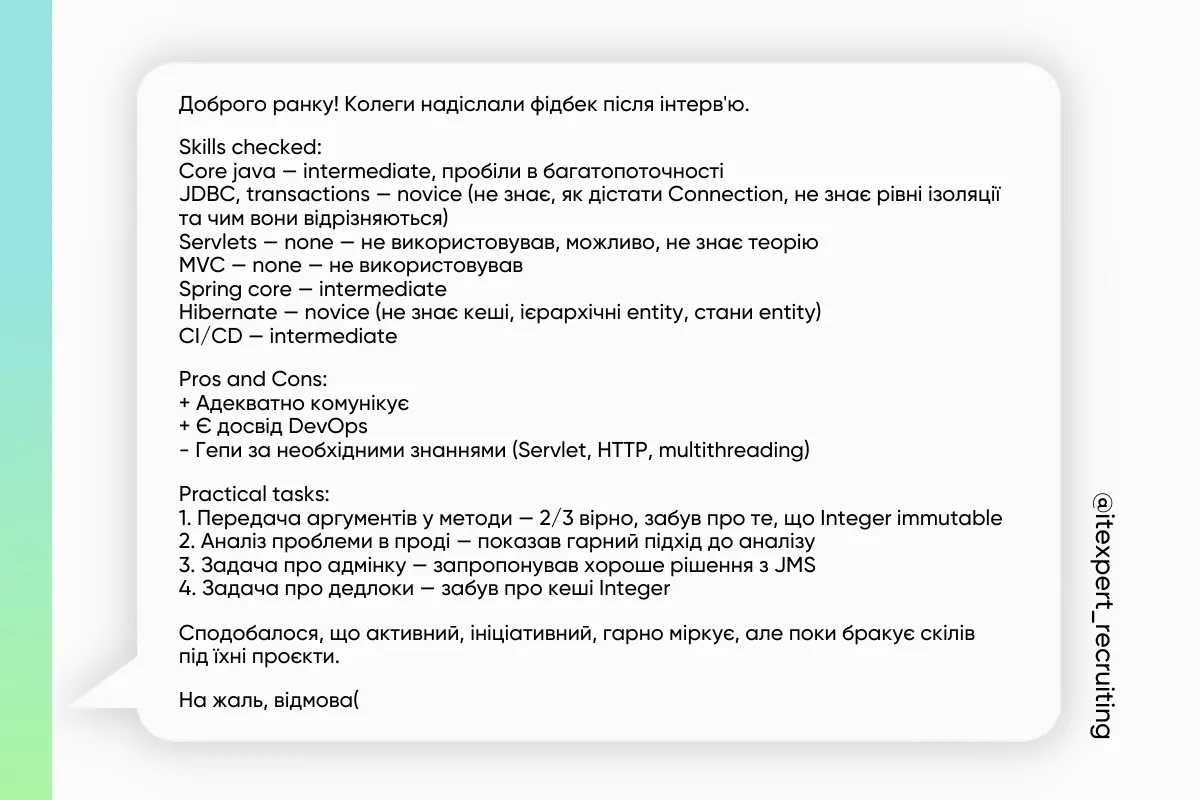 Доброго ранку! Колеги надіслали фідбек після інтерв'ю.
Skills checked:
Core java — intermediate, пробіли в багатопоточності
JDBC, transactions — novice (не знає, як дістати Connection, не знає рівні ізоляції
та чим вони відрізняються)
Servlets — none — не використовував, можливо, не знає теорію
MVC — none — не використовував
Spring core — intermediate
Hibernate — novice (не знає кеші, ієрархічні entity, стани entity)
CI/CD — intermediate
Pros and Cons:
+ Адекватно комунікує
+ Є досвід DevOps
- Гепи за необхідними знаннями (Servlet, HTTP, multithreading)
Practical tasks:
1. Передача аргументів у методи — 2/3 вірно, забув про те, що Integer immutable
2. Аналіз проблеми в проді — показав гарний підхід до аналізу
3. Задача про адмінку — запропонував хороше рішення з JMS
4. Задача про дедлоки — забув про кеші Integer
Сподобалося, що активний, ініціативний, гарно міркує, але поки бракує скілів
під їхні проєкти.
На жаль, відмова(
@itexpert_recruiting